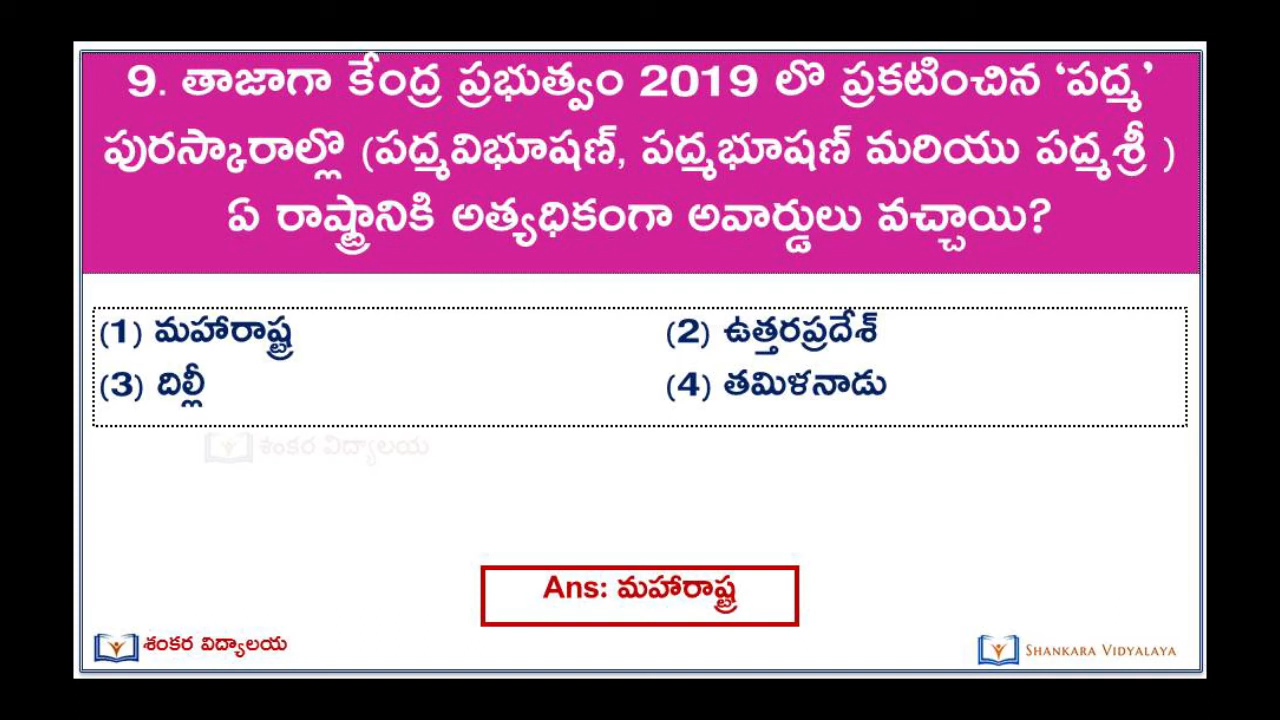 9. తాజాగా కేంద్ర ప్రభుత్వం 2019 లొ ప్రకటించిన ‘పద్మ’
పురస్కారాల్లొ (పద్మవిభూషణ్, పద్మభూషణ్ మరియు పద్మశ్రీ )
ఏ రాష్ట్రానికి అత్యధికంగా అవార్డులు వచ్చాయి?
(1) మహారాష్ట్ర (2) ఉత్తరప్రదేశ్
(3) దిల్లీ (4) తమిళనాడు
శంకర విద్యాలయ
Ans: మహారాష్ట్ర
శంకర విద్యాలయ SHANKARA VIDYALAYA